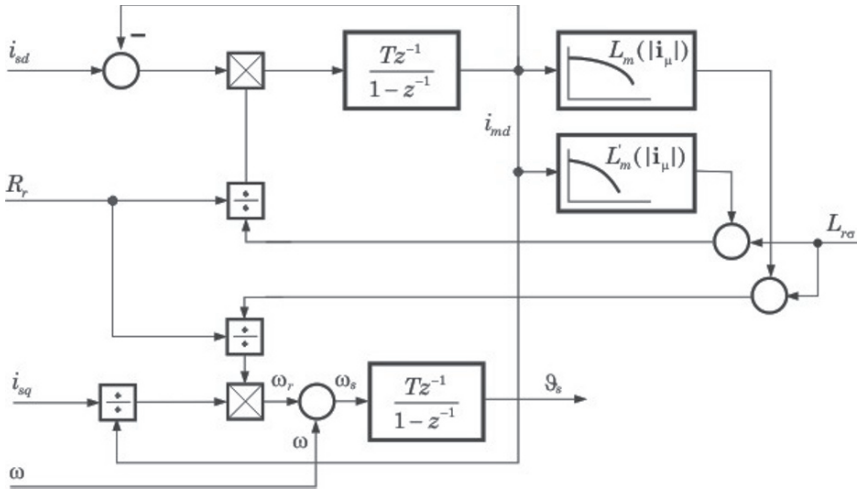 −
i_sd
Tz⁻¹
1 − z⁻¹
L_m(|i_μ|)
i_md
L'_m(|i_μ|)
R_r
÷
L_rσ
÷
i_sq
÷
ω_r
ω_s
Tz⁻¹
1 − z⁻¹
ϑ_s
ω
ω